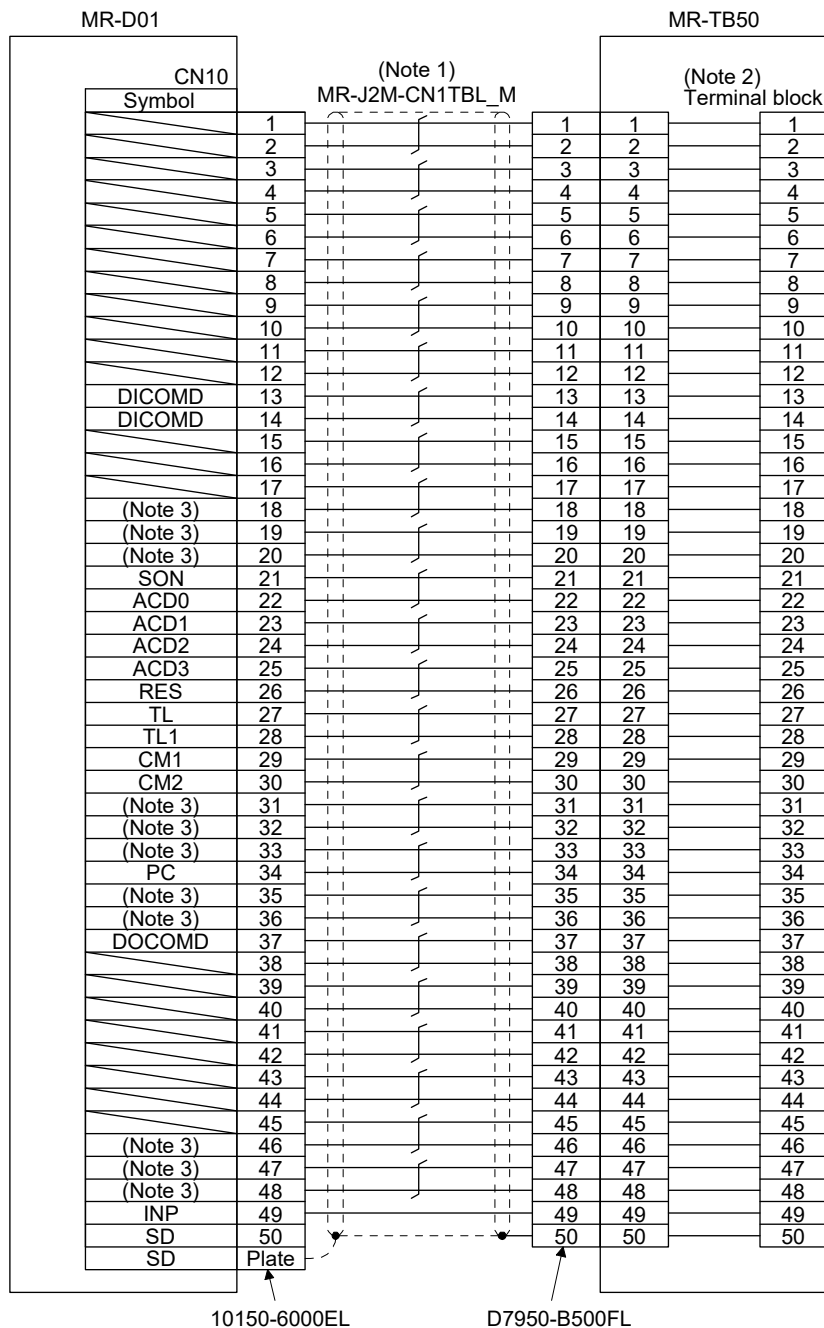 MR-D01 MR-TB50
CN10 (Note 1) (Note 2)
Symbol MR-J2M-CN1TBL_M Terminal block
1 1 1 1
2 2 2 2
3 3 3 3
4 4 4 4
5 5 5 5
6 6 6 6
7 7 7 7
8 8 8 8
9 9 9 9
10 10 10 10
11 11 11 11
12 12 12 12
DICOMD 13 13 13 13
DICOMD 14 14 14 14
15 15 15 15
16 16 16 16
17 17 17 17
(Note 3) 18 18 18 18
(Note 3) 19 19 19 19
(Note 3) 20 20 20 20
SON 21 21 21 21
ACD0 22 22 22 22
ACD1 23 23 23 23
ACD2 24 24 24 24
ACD3 25 25 25 25
RES 26 26 26 26
TL 27 27 27 27
TL1 28 28 28 28
CM1 29 29 29 29
CM2 30 30 30 30
(Note 3) 31 31 31 31
(Note 3) 32 32 32 32
(Note 3) 33 33 33 33
PC 34 34 34 34
(Note 3) 35 35 35 35
(Note 3) 36 36 36 36
DOCOMD 37 37 37 37
38 38 38 38
39 39 39 39
40 40 40 40
41 41 41 41
42 42 42 42
43 43 43 43
44 44 44 44
45 45 45 45
(Note 3) 46 46 46 46
(Note 3) 47 47 47 47
(Note 3) 48 48 48 48
INP 49 49 49 49
SD 50 50 50 50
SD Plate
10150-6000EL D7950-B500FL